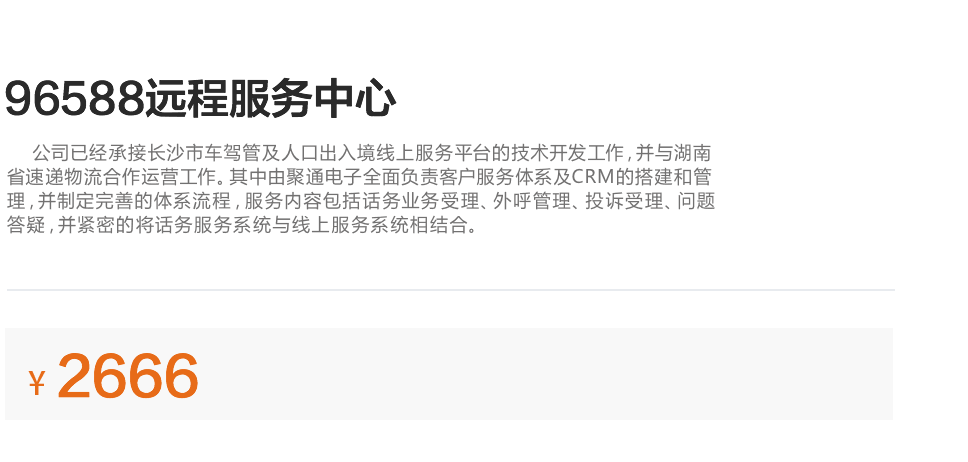 96588远程服务中心
公司已经承接长沙市车驾管及人口出入境线上服务平台的技术开发工作,并与湖南
省速递物流合作运营工作。其中由聚通电子全面负责客户服务体系及CRM的搭建和管
理,并制定完善的体系流程,服务内容包括话务业务受理、外呼管理、投诉受理、问题
答疑,并紧密的将话务服务系统与线上服务系统相结合。
¥ 2666